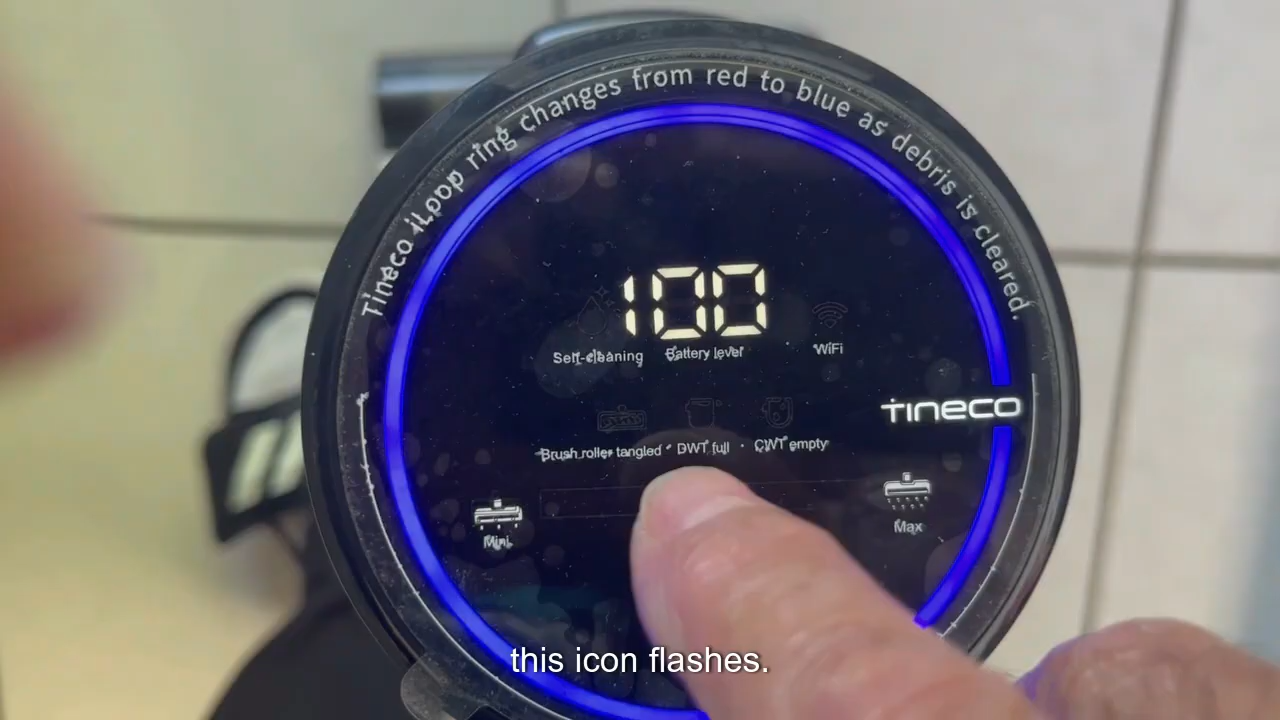 Tineco iLoop ring changes from red to blue as debris is cleared.
100
Self-cleaning Battery level WiFi
TINECO
Brush roller tangled · DWT full · CWT empty
Mini Max
this icon flashes.